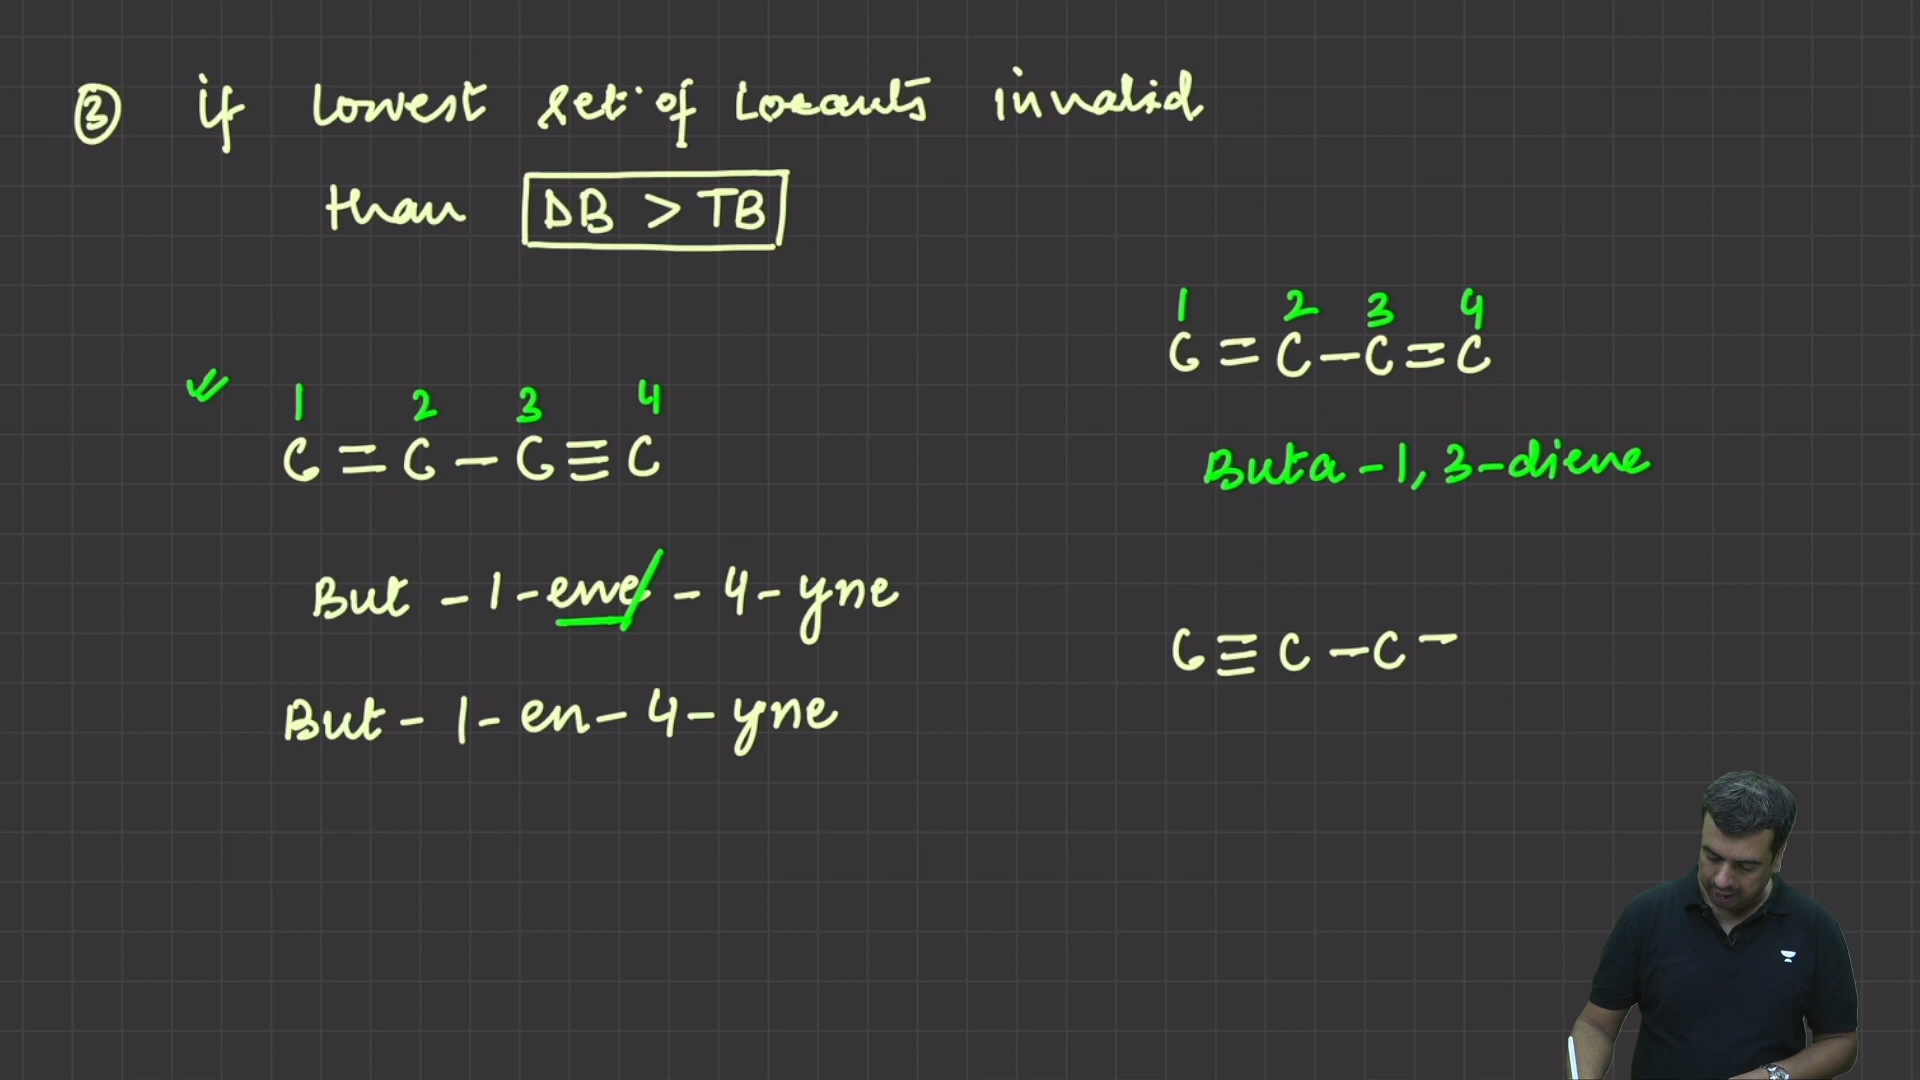 ③ if lowest set of Locants invalid
than DB > TB
1 2 3 4
C = C – C ≡ C
But - 1 - ene - 4 - yne
But - 1 - en - 4 - yne
1 2 3 4
C = C – C = C
Buta - 1, 3 - diene
C ≡ C – C –